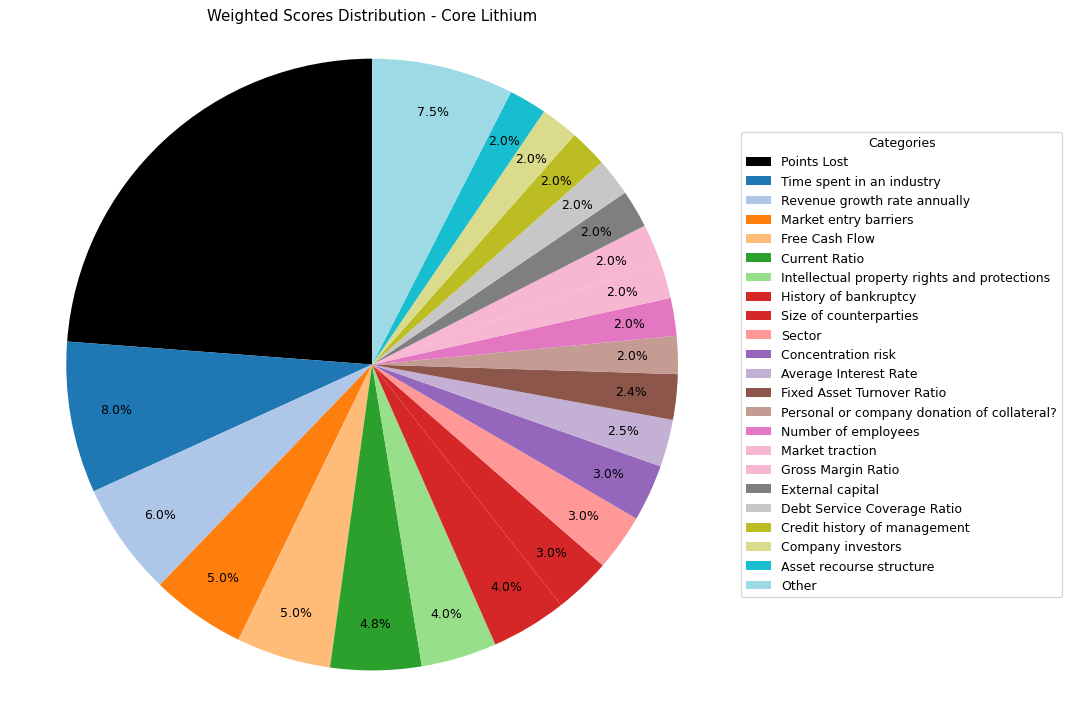 Weighted Scores Distribution - Core Lithium
7.5%
2.0%
2.0%
2.0%
2.0%
2.0%
2.0%
2.0%
2.0%
2.0%
2.4%
2.5%
3.0%
3.0%
3.0%
4.0%
4.0%
4.8%
5.0%
5.0%
6.0%
8.0%
Categories
Points Lost
Time spent in an industry
Revenue growth rate annually
Market entry barriers
Free Cash Flow
Current Ratio
Intellectual property rights and protections
History of bankruptcy
Size of counterparties
Sector
Concentration risk
Average Interest Rate
Fixed Asset Turnover Ratio
Personal or company donation of collateral?
Number of employees
Market traction
Gross Margin Ratio
External capital
Debt Service Coverage Ratio
Credit history of management
Company investors
Asset recourse structure
Other